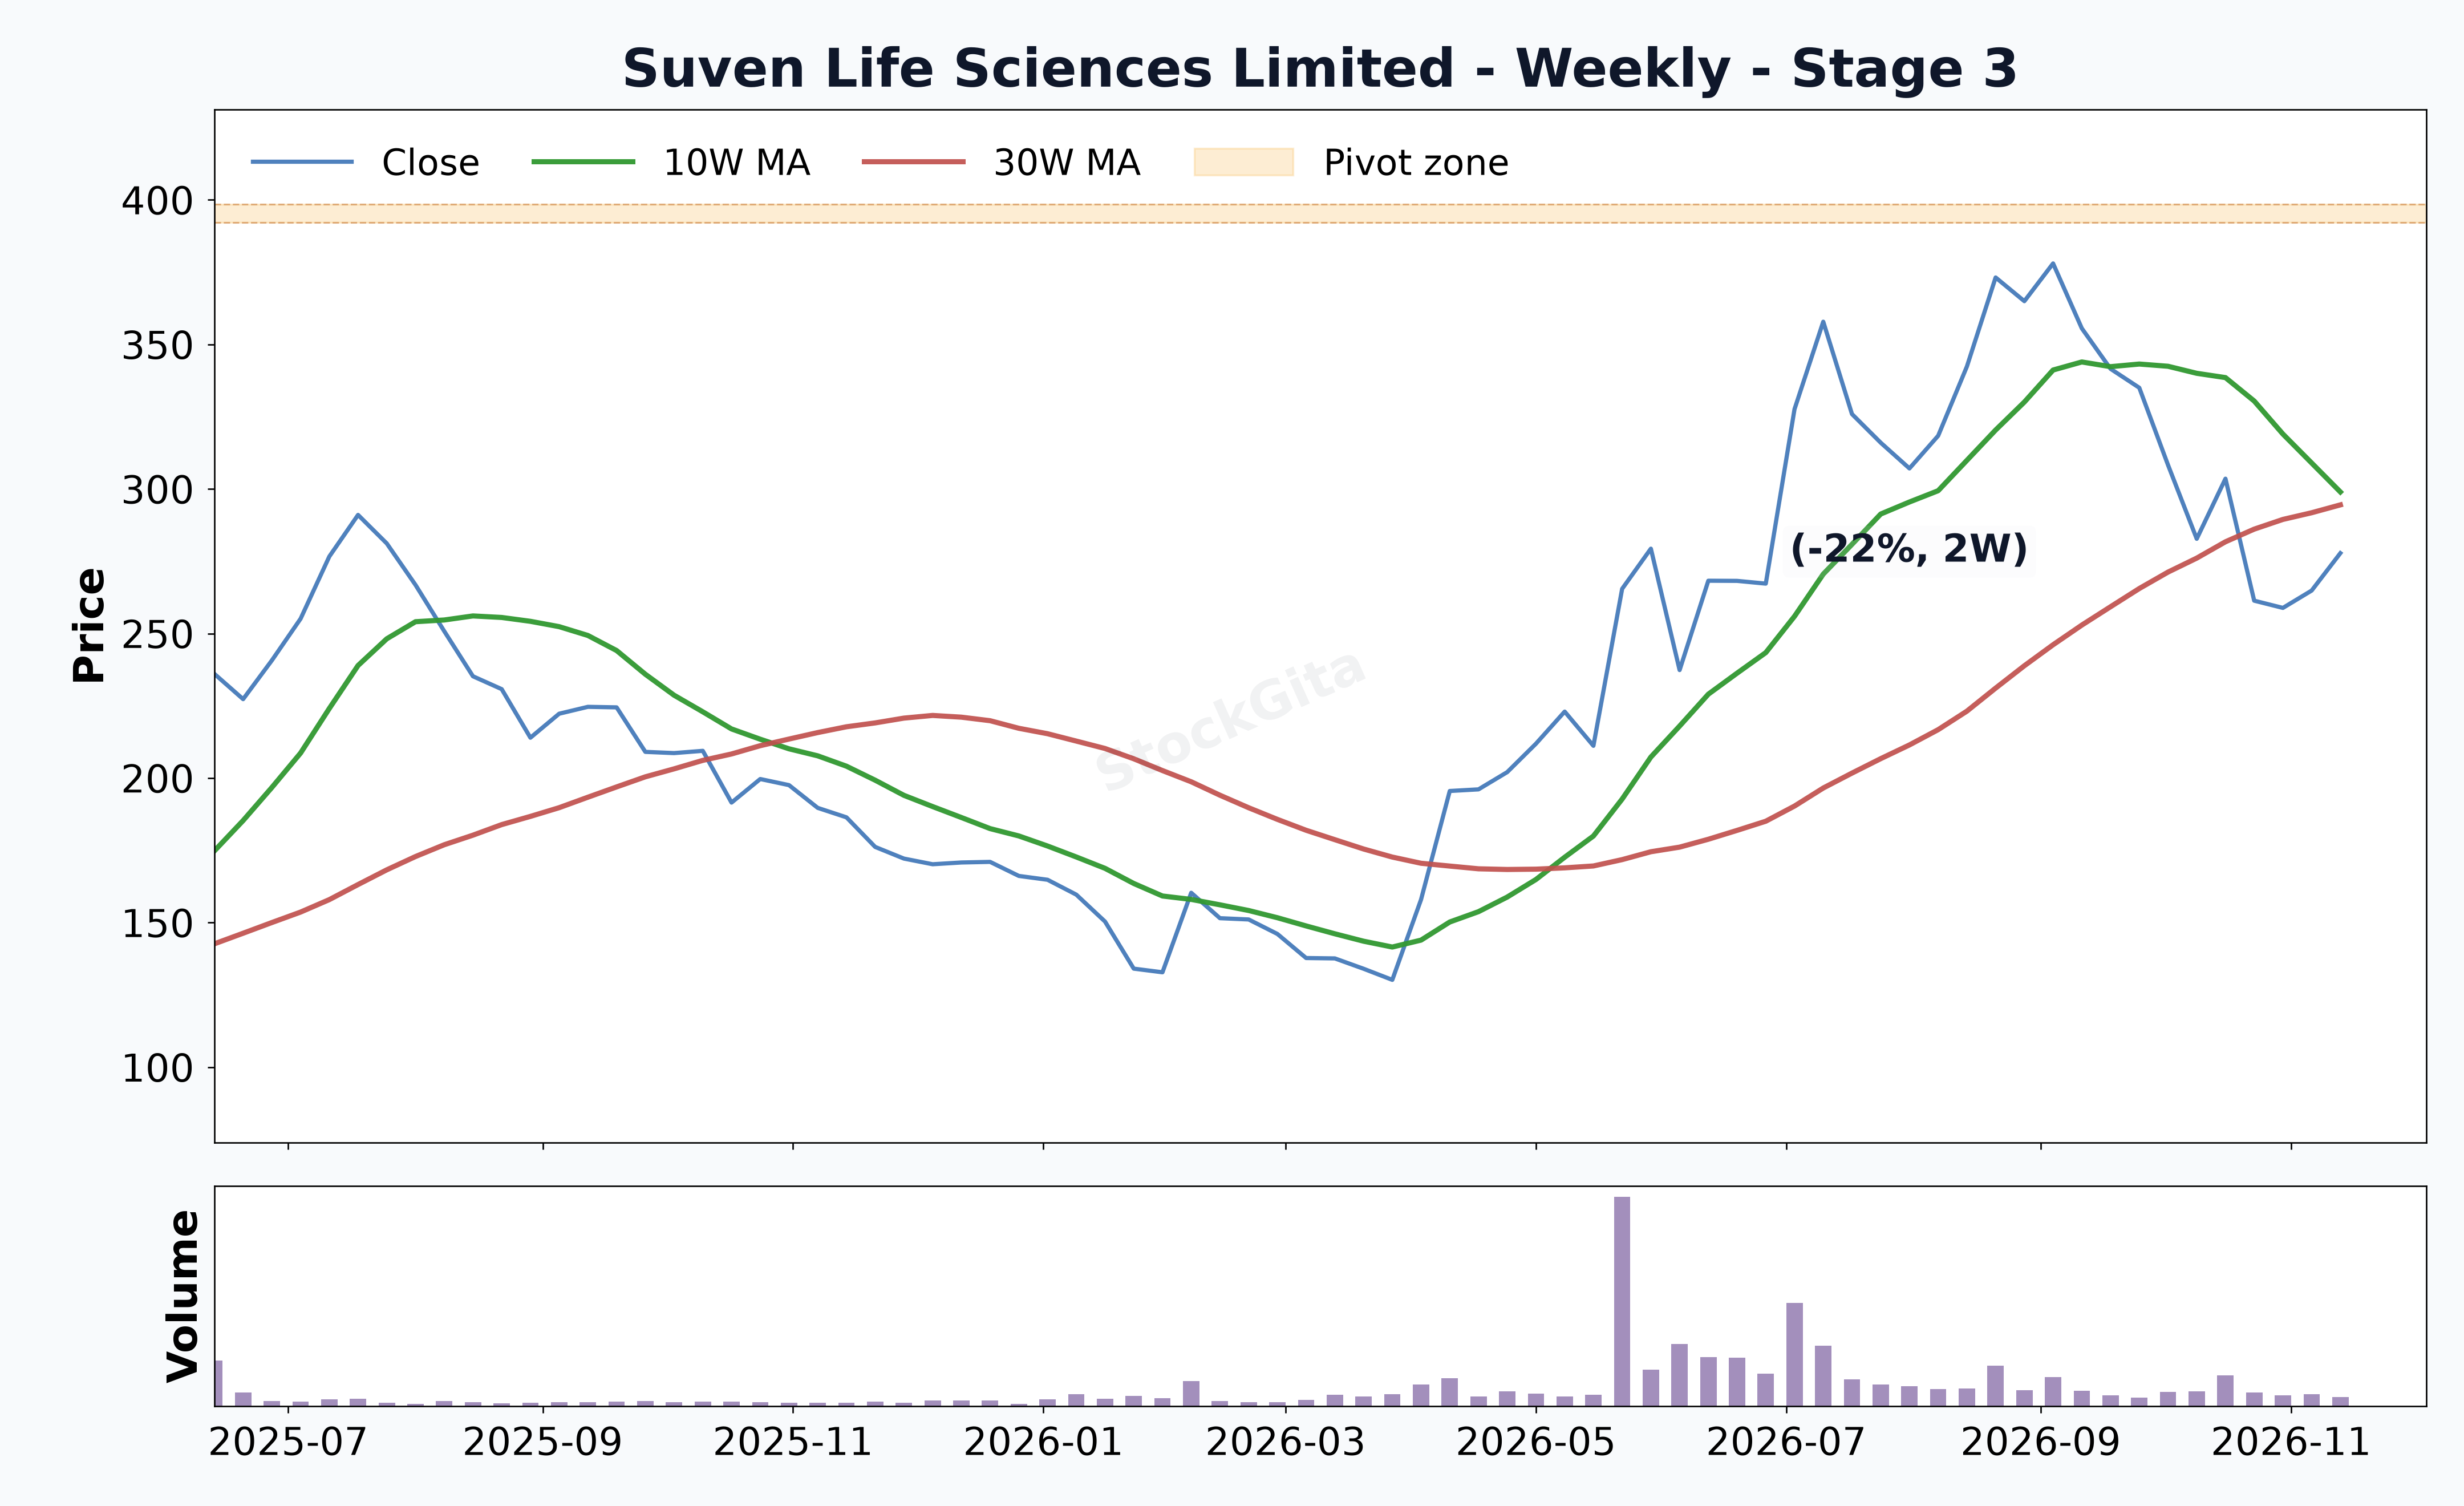 Suven Life Sciences Limited - Weekly - Stage 3
Close 10W MA 30W MA Pivot zone
400
350
300
250
200
150
100
Price
(-22%, 2W)
StockGita
Volume
2025-07 2025-09 2025-11 2026-01 2026-03 2026-05 2026-07 2026-09 2026-11